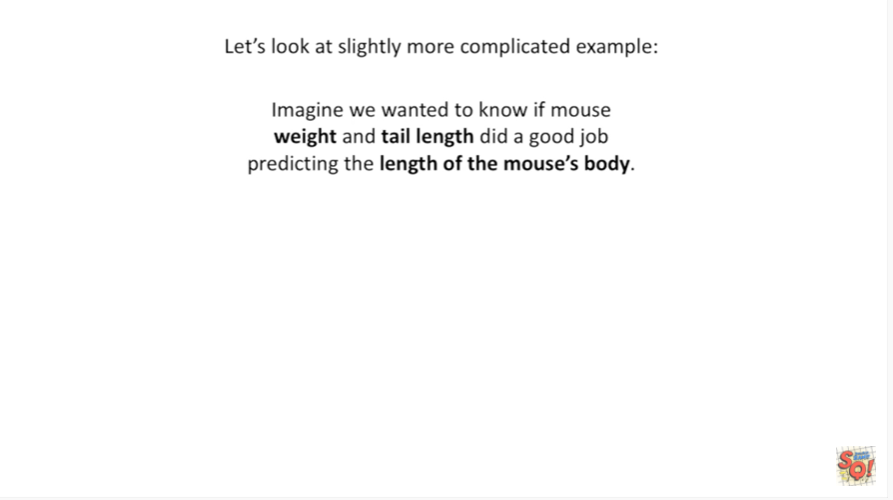 Let's look at slightly more complicated example:
Imagine we wanted to know if mouse
weight and tail length did a good job
predicting the length of the mouse's body.
SQ!